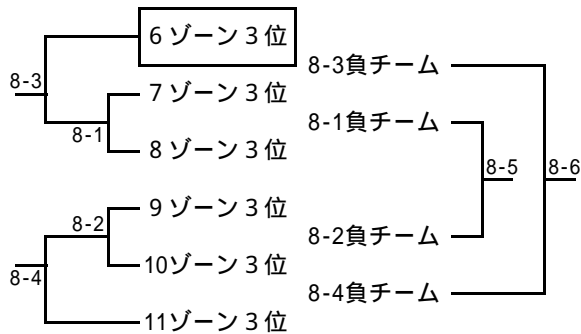 6 ゾーン 3 位
8-3負チーム
8-3
7 ゾーン 3 位
8-1負チーム
8-1
8 ゾーン 3 位
8-5
8-6
9 ゾーン 3 位
8-2
8-2負チーム
10ゾーン 3 位
8-4
8-4負チーム
11ゾーン 3 位